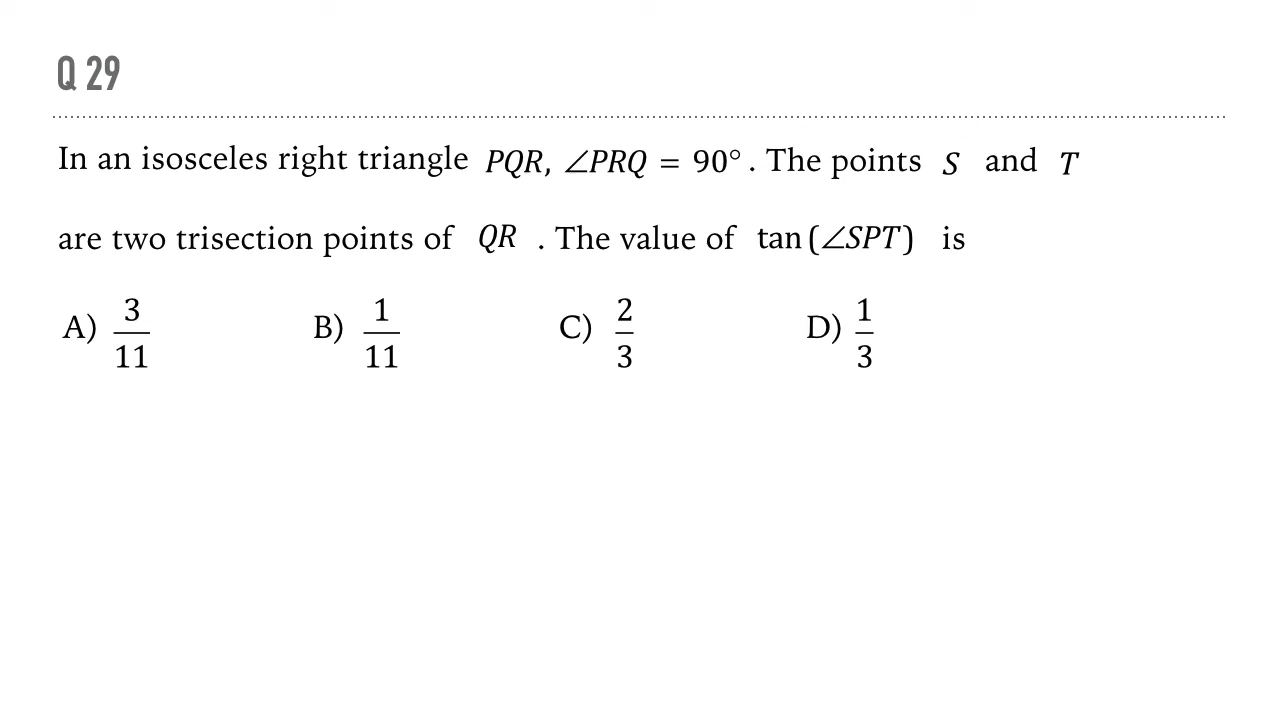 Q 29
In an isosceles right triangle PQR, ∠PRQ = 90°. The points S and T
are two trisection points of QR . The value of tan(∠SPT) is
A) 3/11 B) 1/11 C) 2/3 D) 1/3